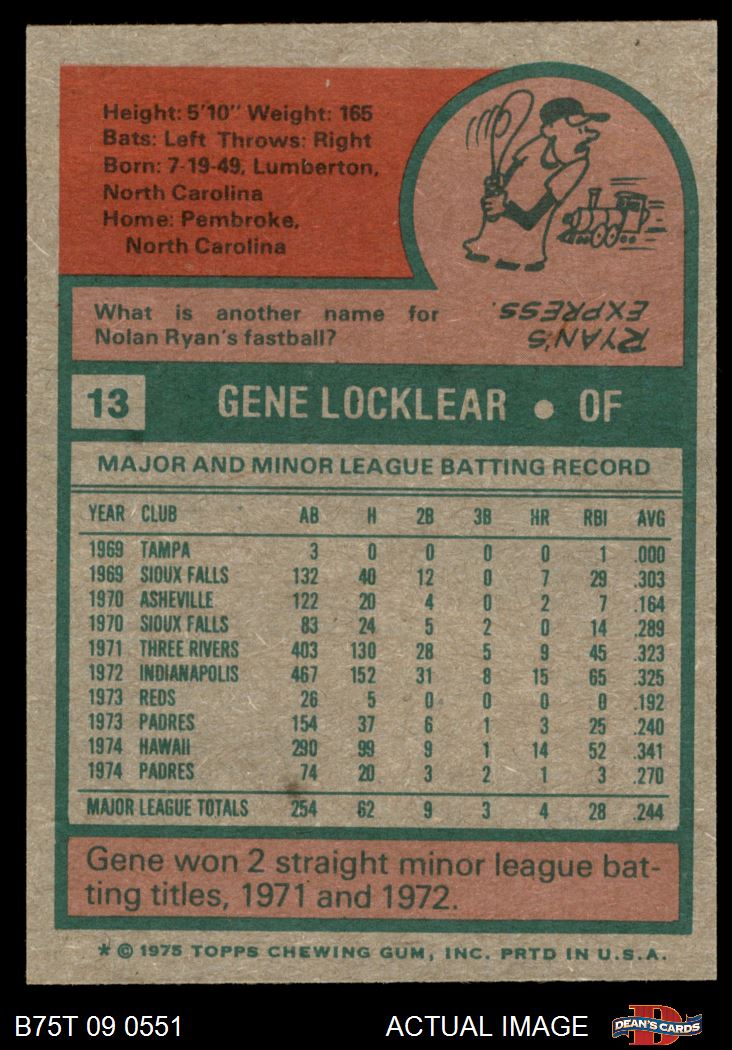 Height: 5'10" Weight: 165
Bats: Left Throws: Right
Born: 7-19-49, Lumberton,
North Carolina
Home: Pembroke,
North Carolina
What is another name for
Nolan Ryan's fastball?
RYAN'S
EXPRESS.
13 GENE LOCKLEAR • OF
MAJOR AND MINOR LEAGUE BATTING RECORD
YEAR CLUB AB H 2B 3B HR RBI AVG
1969 TAMPA 3 0 0 0 0 1 .000
1969 SIOUX FALLS 132 40 12 0 7 29 .303
1970 ASHEVILLE 122 20 4 0 2 7 .164
1970 SIOUX FALLS 83 24 5 2 0 14 .289
1971 THREE RIVERS 403 130 28 5 9 45 .323
1972 INDIANAPOLIS 467 152 31 8 15 65 .325
1973 REDS 26 5 0 0 0 0 .192
1973 PADRES 154 37 6 1 3 25 .240
1974 HAWAII 290 99 9 1 14 52 .341
1974 PADRES 74 20 3 2 1 3 .270
MAJOR LEAGUE TOTALS 254 62 9 3 4 28 .244
Gene won 2 straight minor league bat-
ting titles, 1971 and 1972.
* © 1975 TOPPS CHEWING GUM, INC. PRTD IN U.S.A.
B75T 09 0551 ACTUAL IMAGE D DEAN'S CARDS